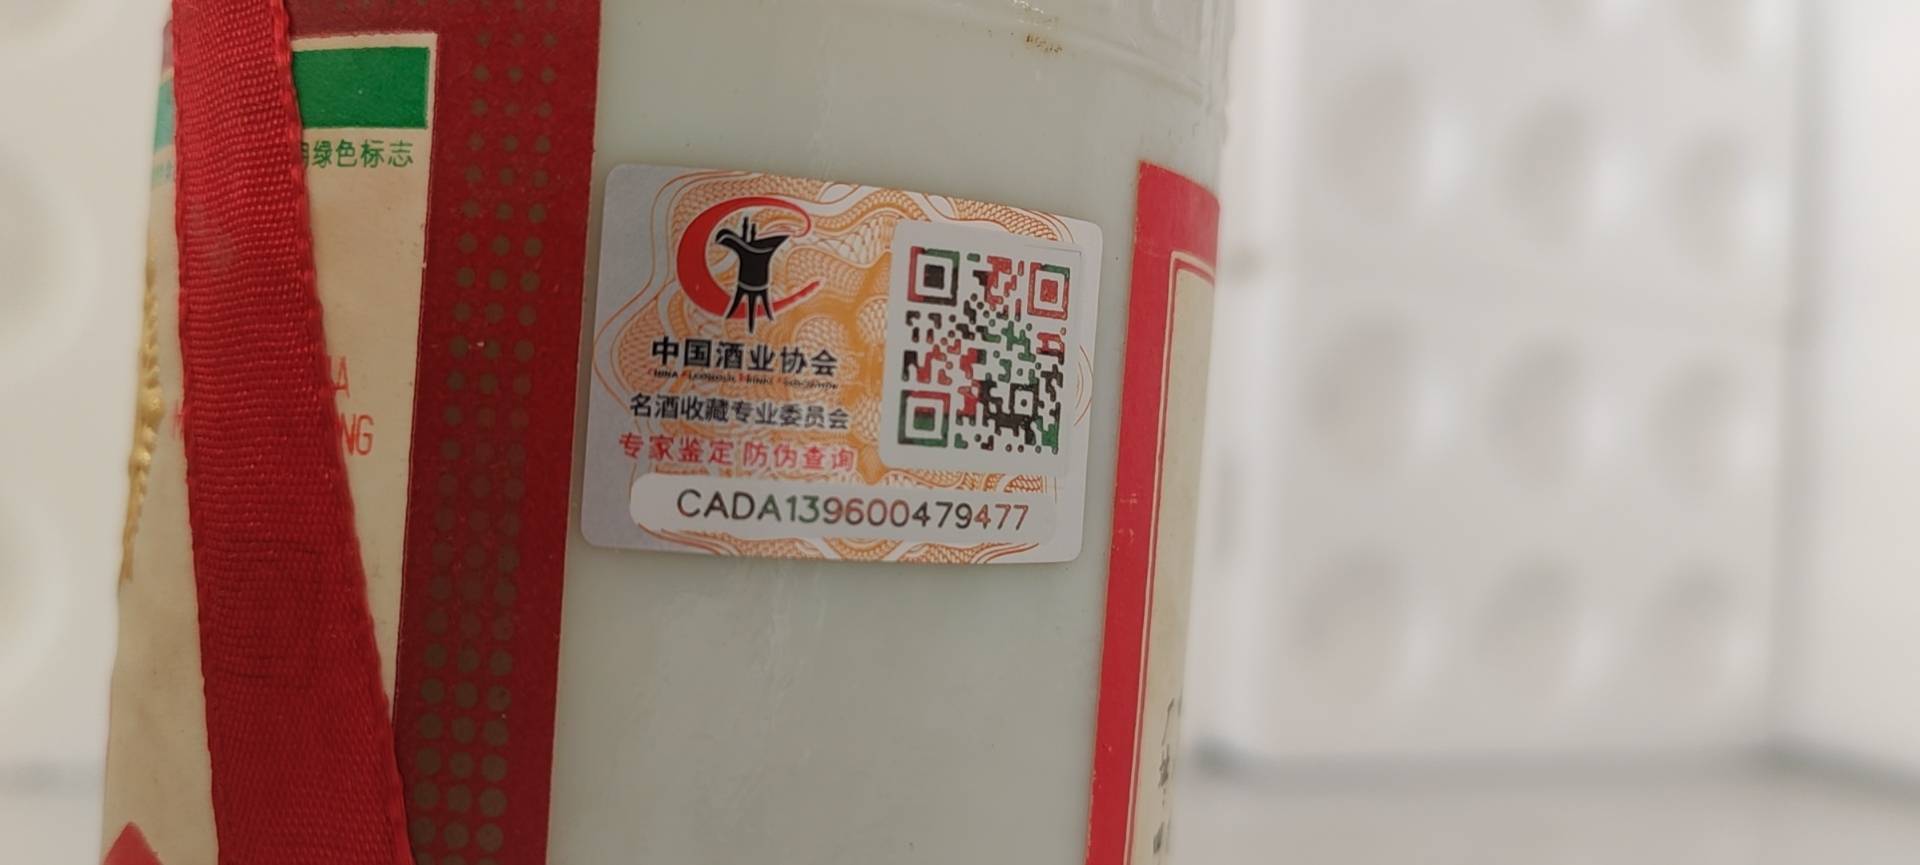 绿色标志
A
NG
中国酒业协会
名酒收藏专业委员会
专家鉴定 防伪查询
CADA139600479477